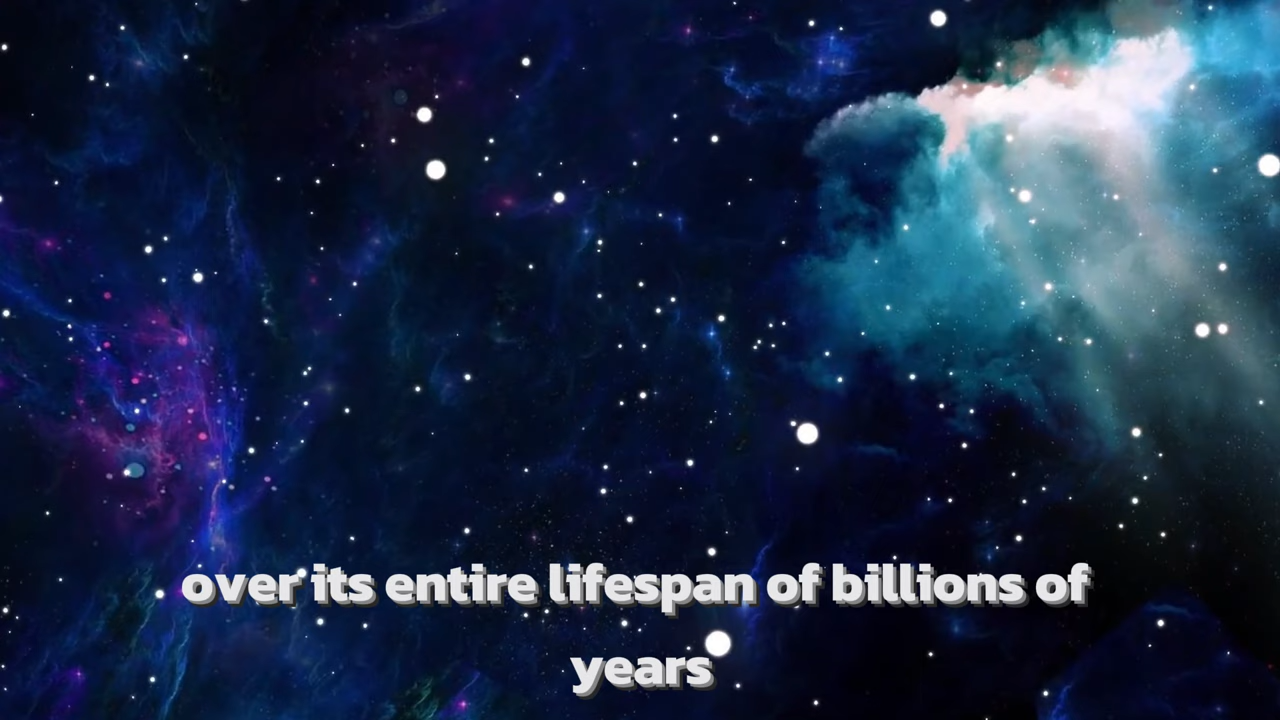 over its entire lifespan of billions of
years